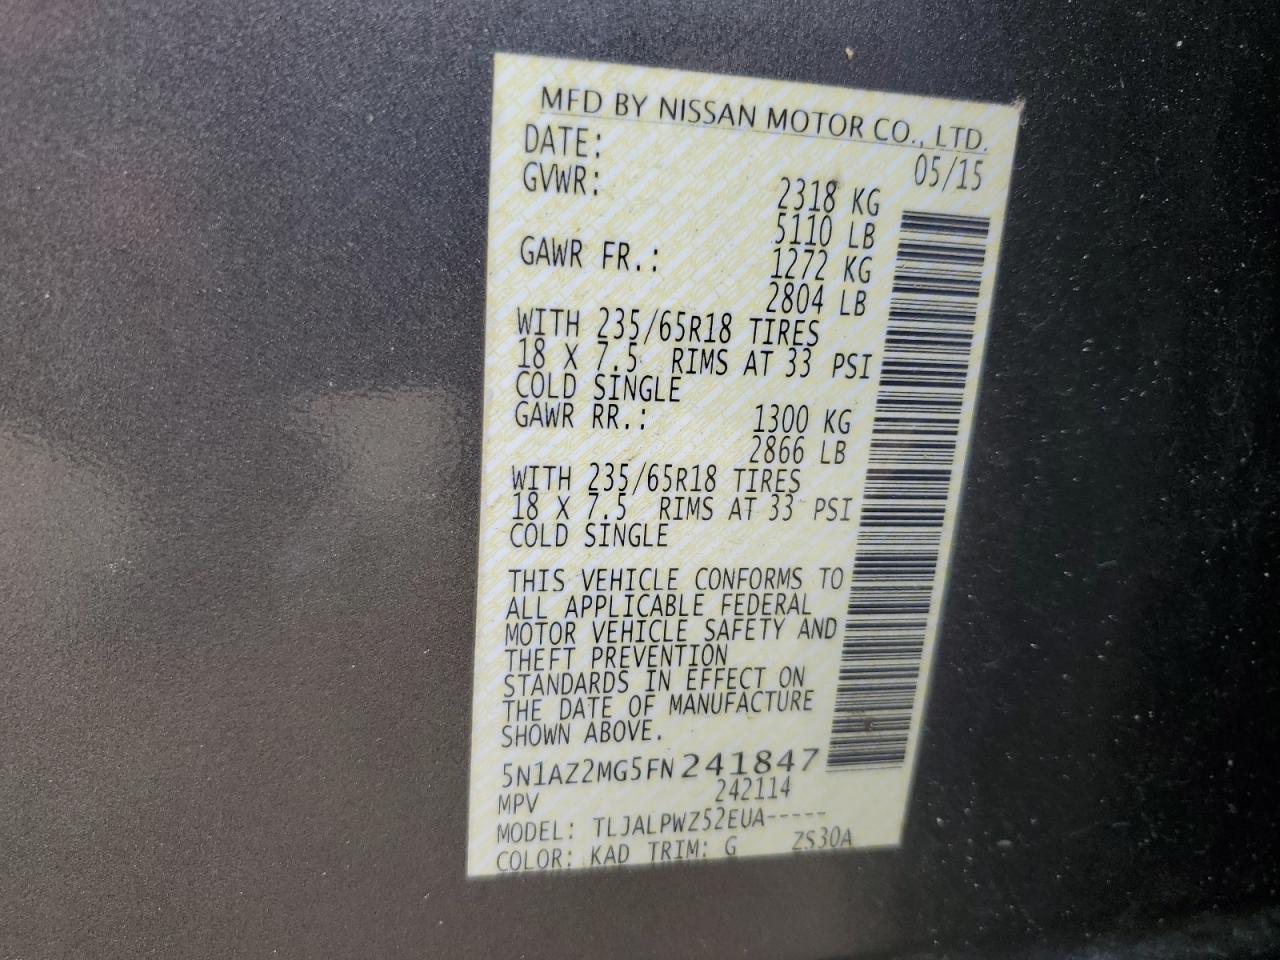 MFD BY NISSAN MOTOR CO., LTD.
DATE: 05/15
GVWR: 2318 KG
5110 LB
GAWR FR.: 1272 KG
2804 LB
WITH 235/65R18 TIRES
18 X 7.5 RIMS AT 33 PSI
COLD SINGLE
GAWR RR.: 1300 KG
2866 LB
WITH 235/65R18 TIRES
18 X 7.5 RIMS AT 33 PSI
COLD SINGLE
THIS VEHICLE CONFORMS TO
ALL APPLICABLE FEDERAL
MOTOR VEHICLE SAFETY AND
THEFT PREVENTION
STANDARDS IN EFFECT ON
THE DATE OF MANUFACTURE
SHOWN ABOVE.
5N1AZ2MG5FN241847
MPV 242114
MODEL: TLJALPWZ52EUA-----
COLOR: KAD TRIM: G ZS30A